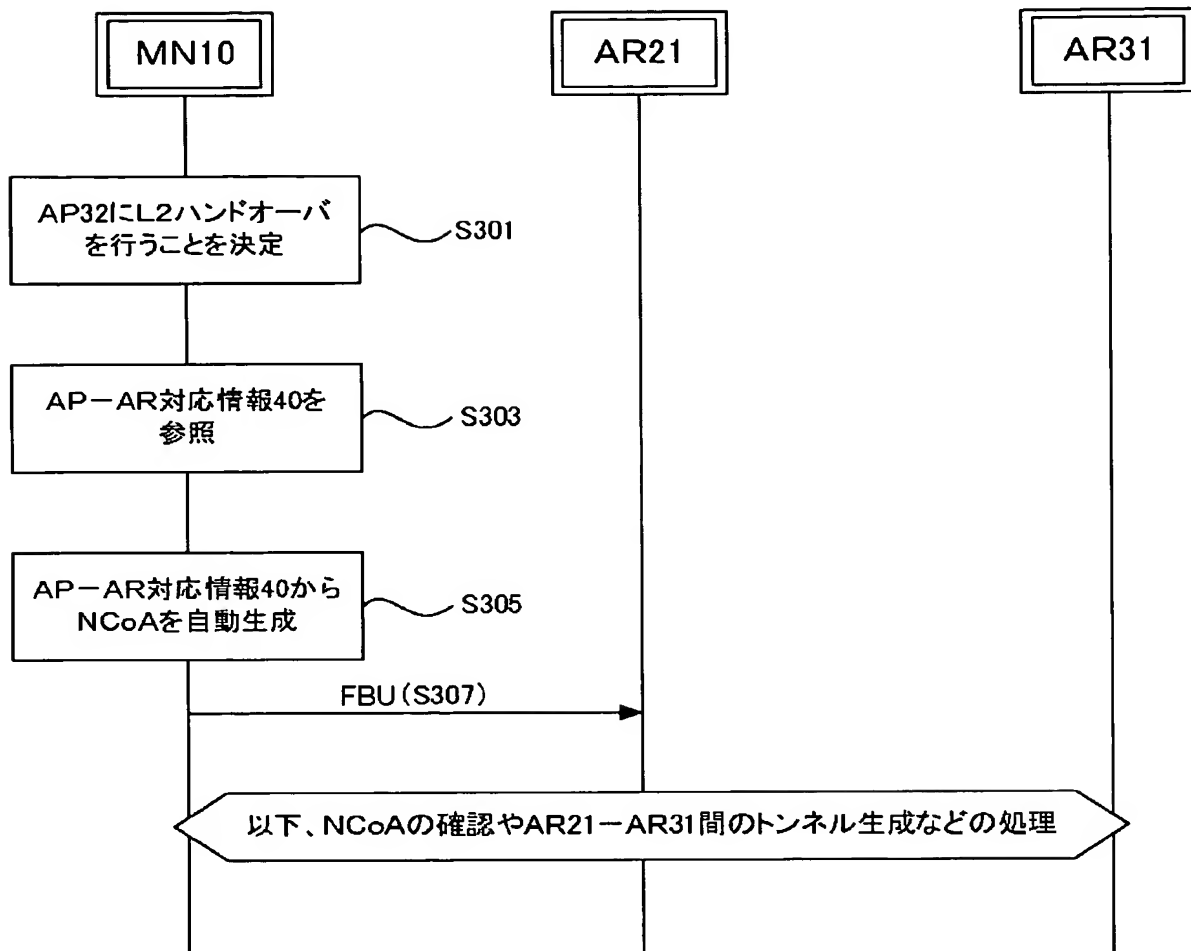 MN10
AR21
AR31
AP32にL2ハンドオーバ
を行うことを決定
S301
AP－AR対応情報40を
参照
S303
AP－AR対応情報40から
NCoAを自動生成
S305
FBU(S307)
以下、NCoAの確認やAR21－AR31間のトンネル生成などの処理